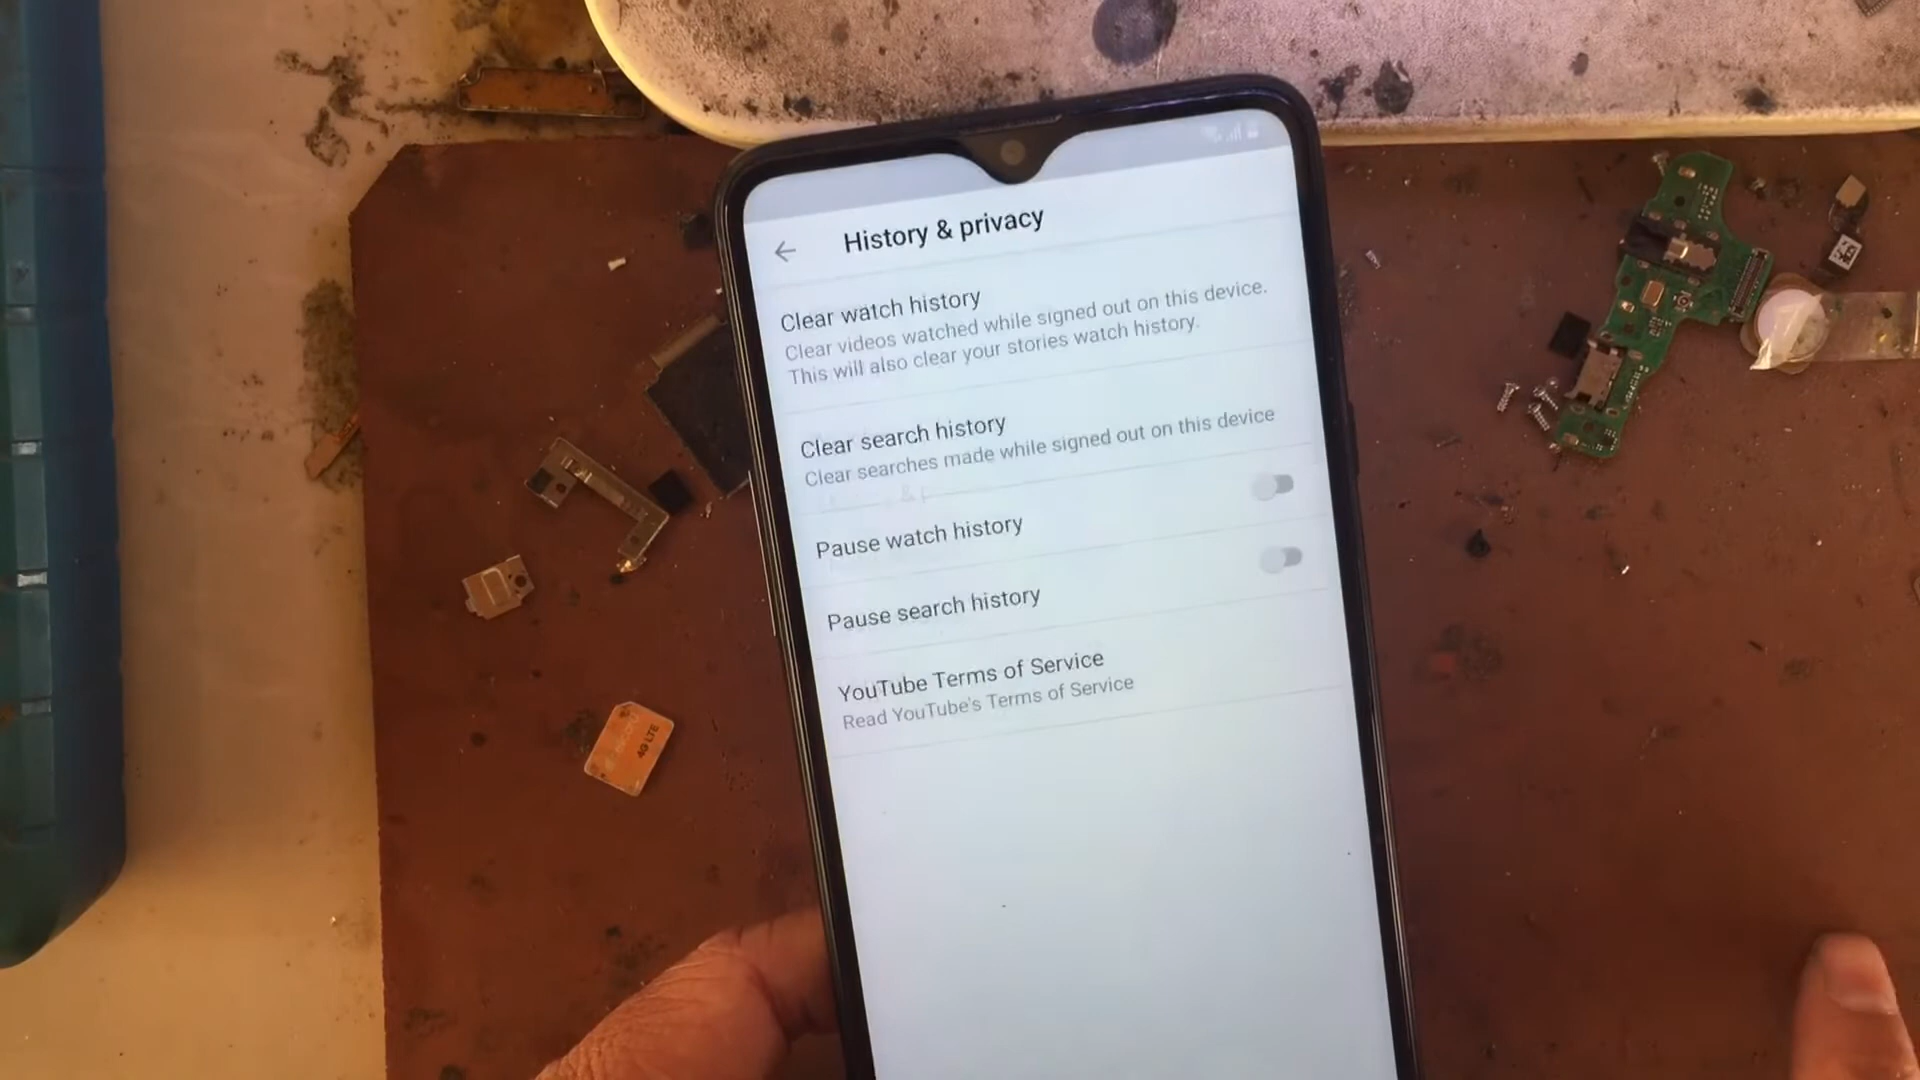 History & privacy
Clear watch history
Clear videos watched while signed out on this device.
This will also clear your stories watch history.
Clear search history
Clear searches made while signed out on this device
Pause watch history
Pause search history
YouTube Terms of Service
Read YouTube's Terms of Service
4G LTE